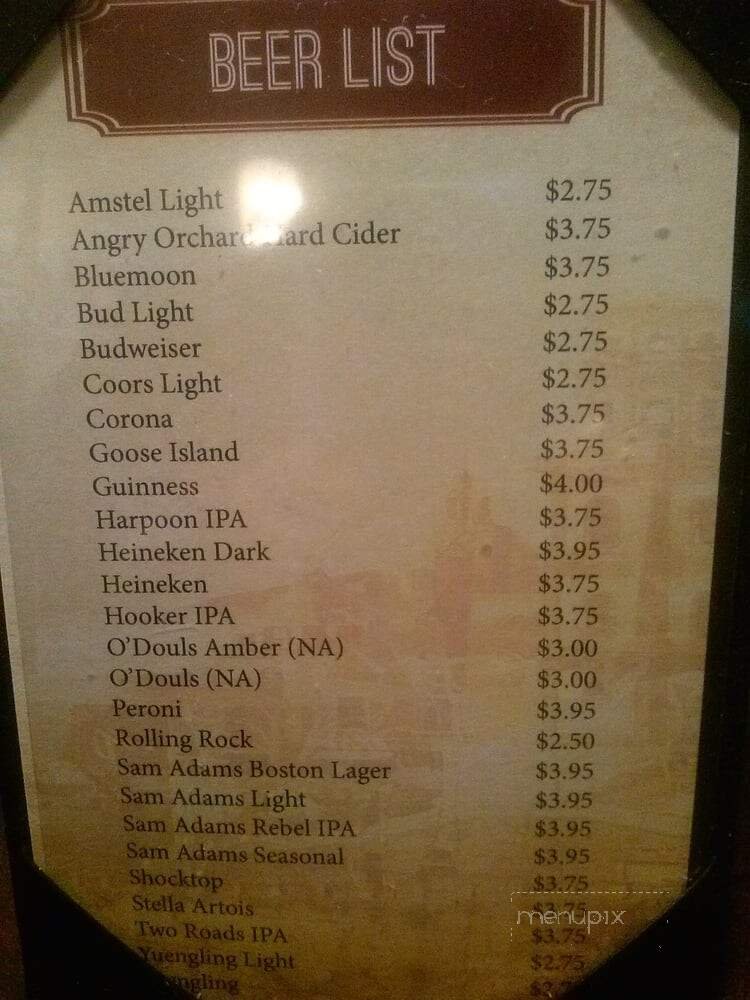 BEER LIST
Amstel Light $2.75
Angry Orchard Hard Cider $3.75
Bluemoon $3.75
Bud Light $2.75
Budweiser $2.75
Coors Light $2.75
Corona $3.75
Goose Island $3.75
Guinness $4.00
Harpoon IPA $3.75
Heineken Dark $3.95
Heineken $3.75
Hooker IPA $3.75
O'Douls Amber (NA) $3.00
O'Douls (NA) $3.00
Peroni $3.95
Rolling Rock $2.50
Sam Adams Boston Lager $3.95
Sam Adams Light $3.95
Sam Adams Rebel IPA $3.95
Sam Adams Seasonal $3.95
Shocktop $3.75
Stella Artois $3.75
menupix
Two Roads IPA $3.75
Yuengling Light $2.75